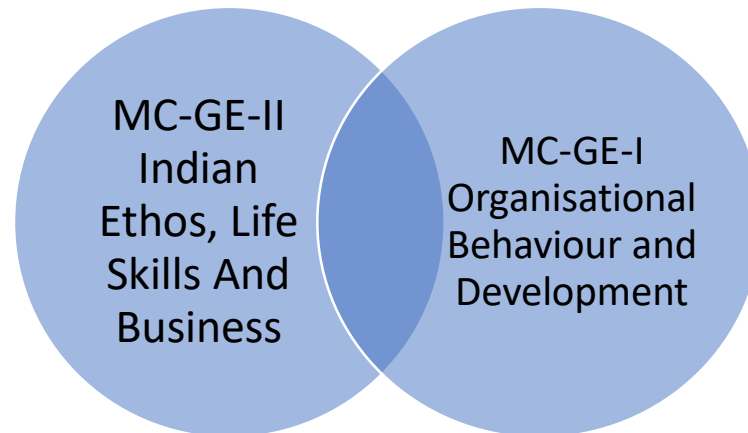 MC-GE-II
Indian
Ethos, Life
Skills And
Business
MC-GE-I
Organisational
Behaviour and
Development